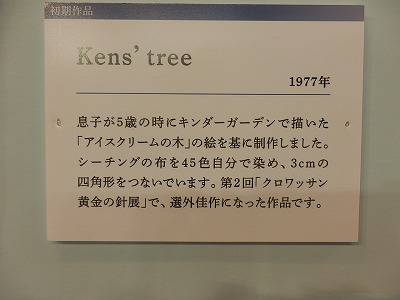 初期作品
Kens' tree
1977年
息子が5歳の時にキンダーガーデンで描いた
「アイスクリームの木」の絵を基に制作しました。
シーチングの布を45色自分で染め、3cmの
四角形をつないでいます。第2回「クロワッサン
黄金の針展」で、選外佳作になった作品です。